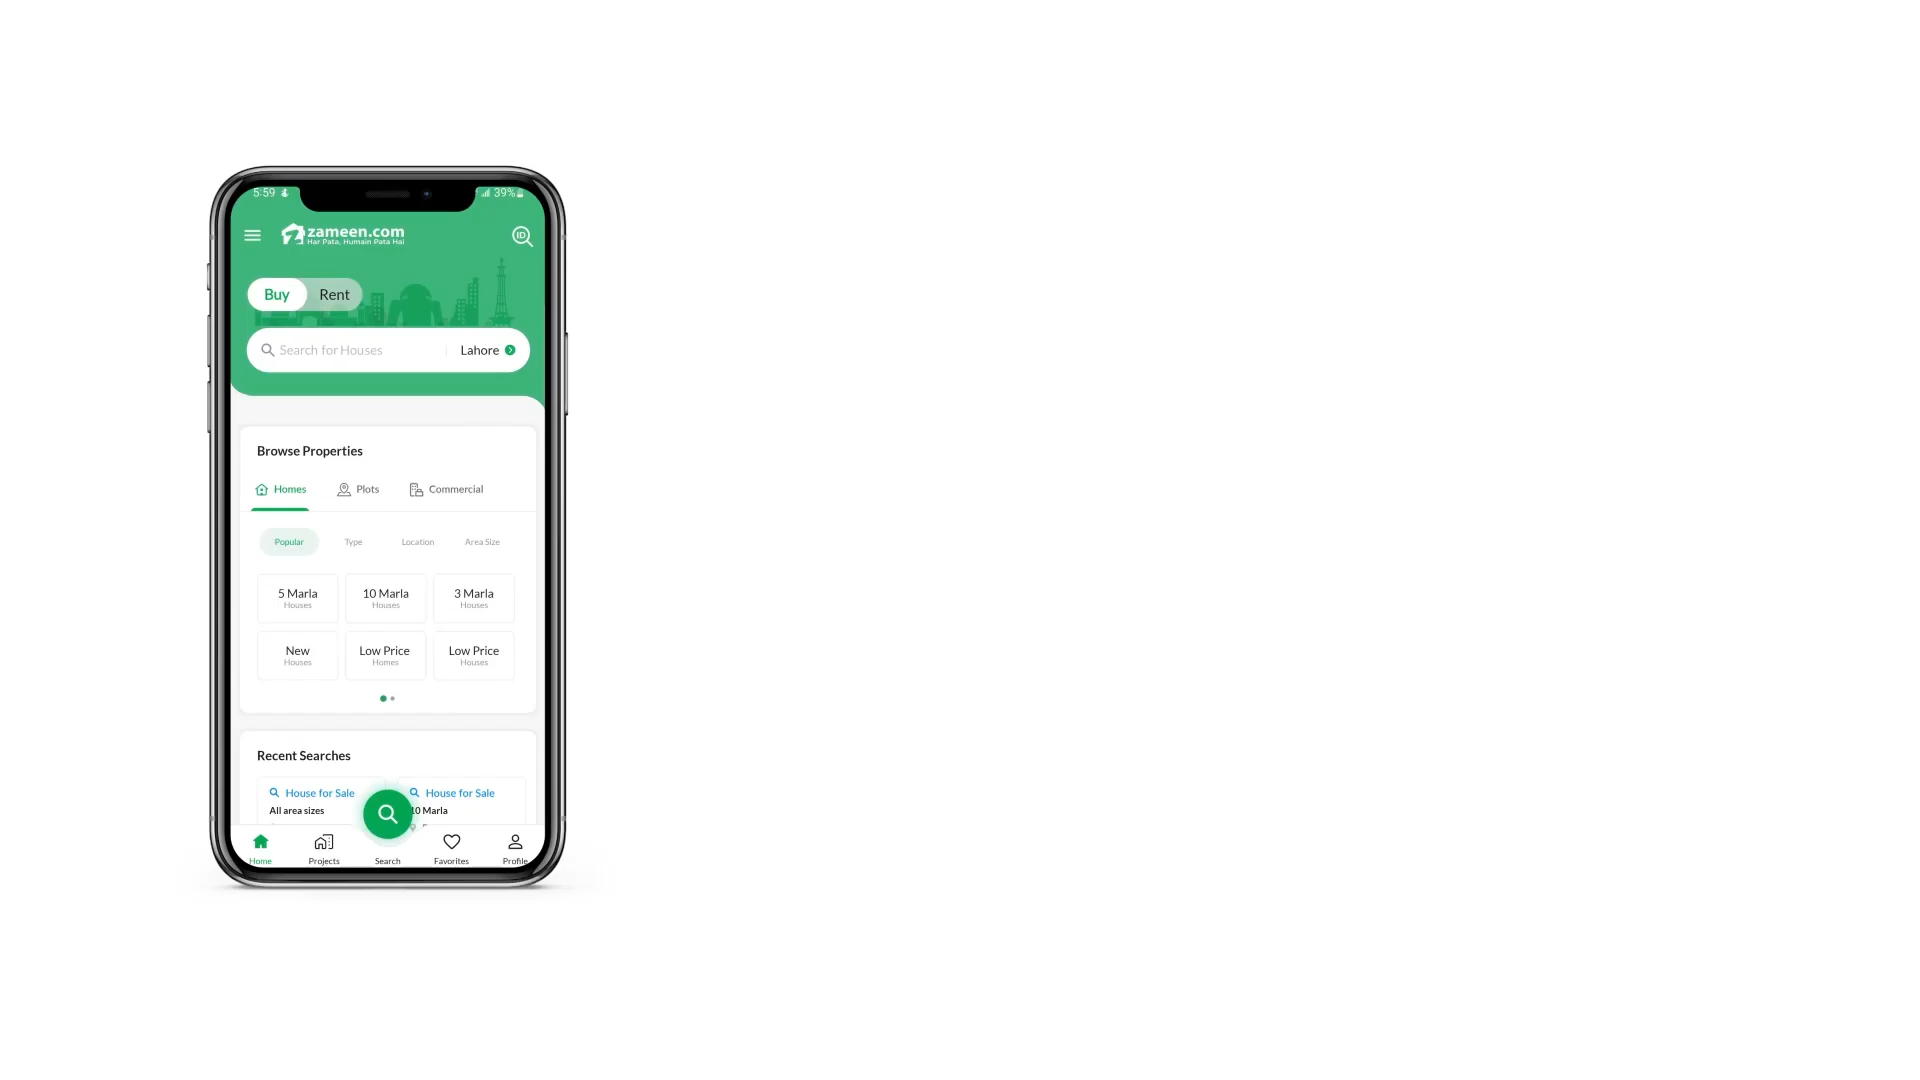 5:59 39%
zameen.com
Har Pata, Humain Pata Hai
ID
Buy Rent
Search for Houses Lahore
Browse Properties
Homes Plots Commercial
Popular Type Location Area Size
5 Marla 10 Marla 3 Marla
Houses Houses Houses
New Low Price Low Price
Houses Homes Houses
Recent Searches
House for Sale House for Sale
All area sizes 10 Marla
Home Projects Search Favorites Profile